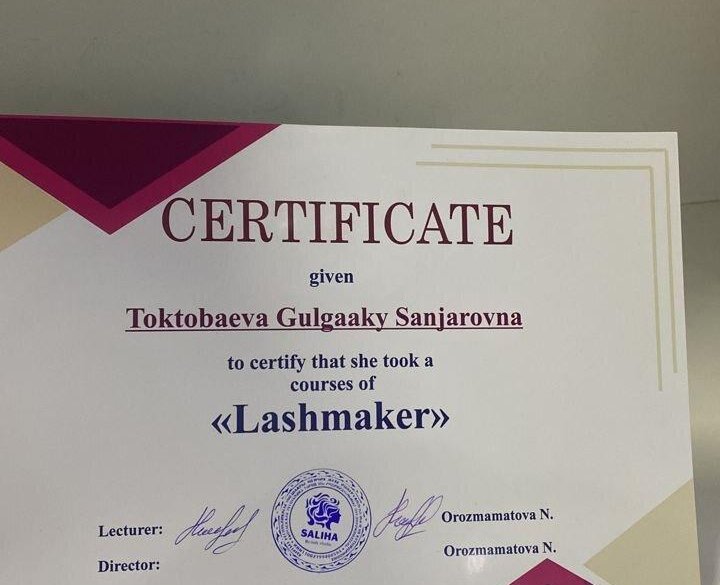 CERTIFICATE
given
Toktobaeva Gulgaaky Sanjarovna
to certify that she took a
courses of
«Lashmaker»
Lecturer:
Orozmamatova N.
SALIHA
Director:
Orozmamatova N.